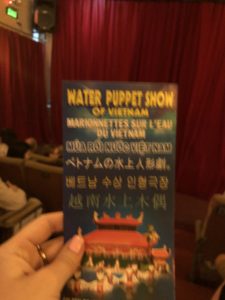 WATER PUPPET SHOW
OF VIETNAM
MARIONNETTES SUR L'EAU
DU VIETNAM
MÚA RỐI NƯỚC VIỆT NAM
ベトナムの水上人形劇。
베트남 수상 인형극장
越南水上木偶